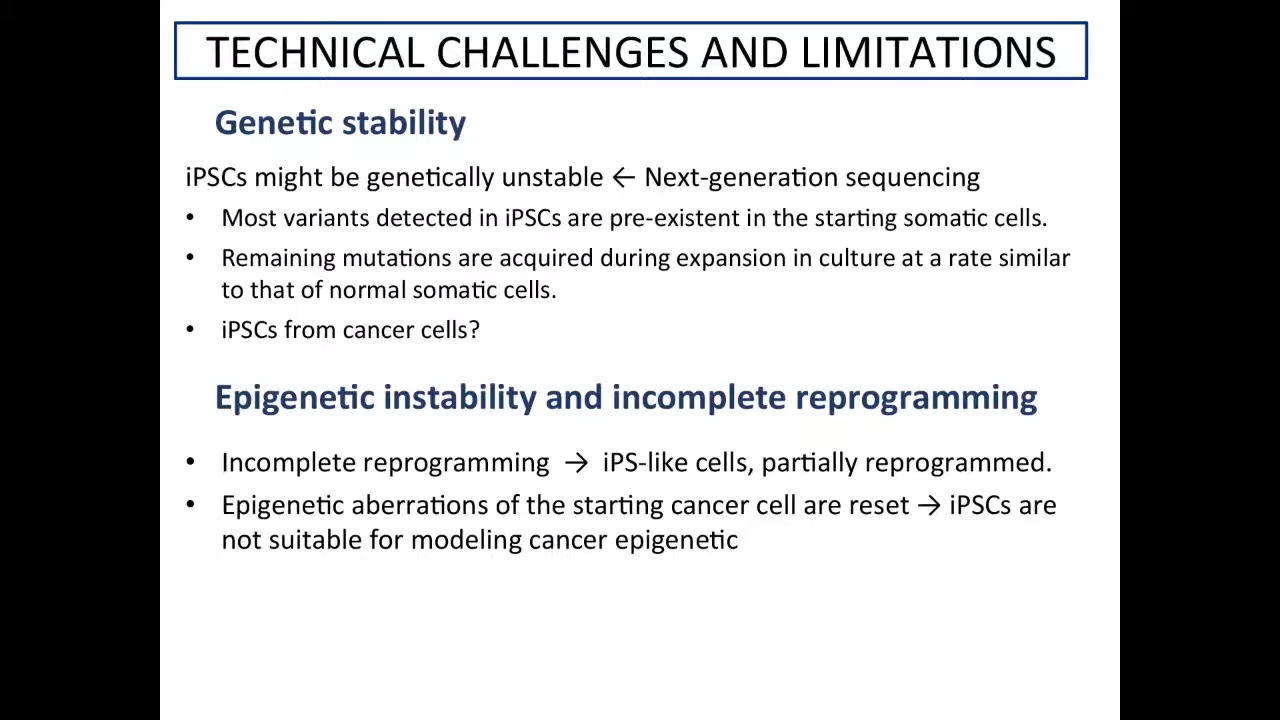 TECHNICAL CHALLENGES AND LIMITATIONS
Genetic stability
iPSCs might be genetically unstable ← Next-generation sequencing
• Most variants detected in iPSCs are pre-existent in the starting somatic cells.
• Remaining mutations are acquired during expansion in culture at a rate similar
to that of normal somatic cells.
• iPSCs from cancer cells?
Epigenetic instability and incomplete reprogramming
• Incomplete reprogramming → iPS-like cells, partially reprogrammed.
• Epigenetic aberrations of the starting cancer cell are reset → iPSCs are
not suitable for modeling cancer epigenetic